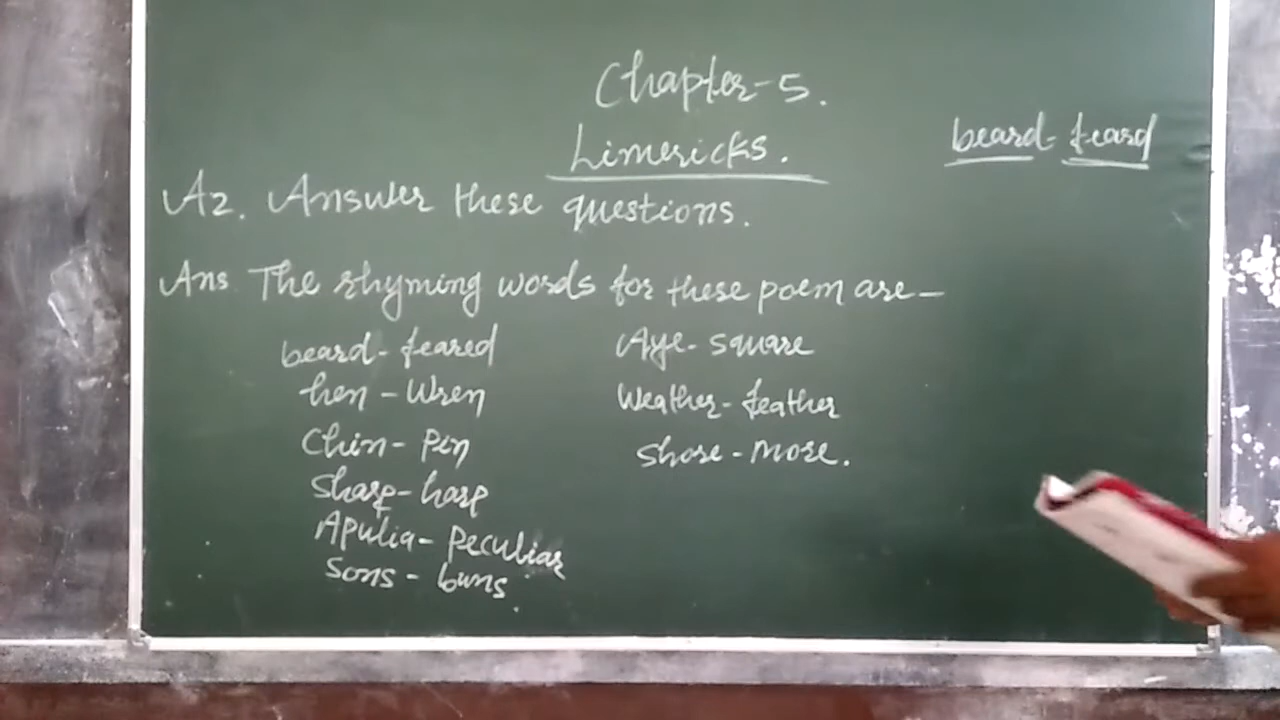 Chapter-5.
Limericks.
beard- feard
A2. Answer these questions.
Ans. The rhyming words for these poem are-
beard- feared
hen - Wren
Chin- Pin
Sharp- harp
Apulia- Peculiar
Sons - buns
Aye- square
Weather- feather
Shore - more.